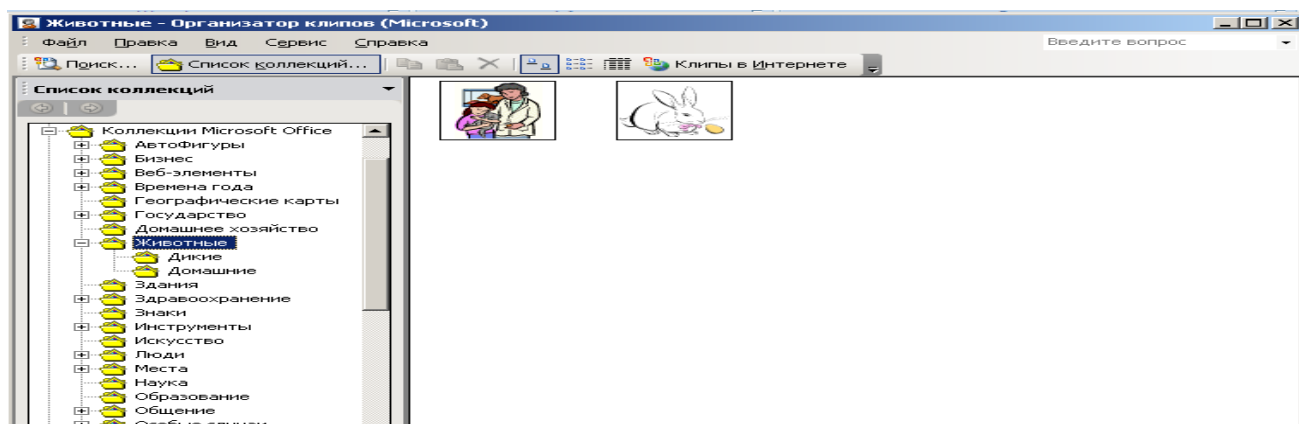 Животные - Организатор клипов (Microsoft)
Файл Правка Вид Сервис Справка Введите вопрос
Поиск... Список коллекций... Клипы в Интернете
Список коллекций
Коллекции Microsoft Office
АвтоФигуры
Бизнес
Веб-элементы
Времена года
Географические карты
Государство
Домашнее хозяйство
Животные
Дикие
Домашние
Здания
Здравоохранение
Знаки
Инструменты
Искусство
Люди
Места
Наука
Образование
Общение
Особые случаи